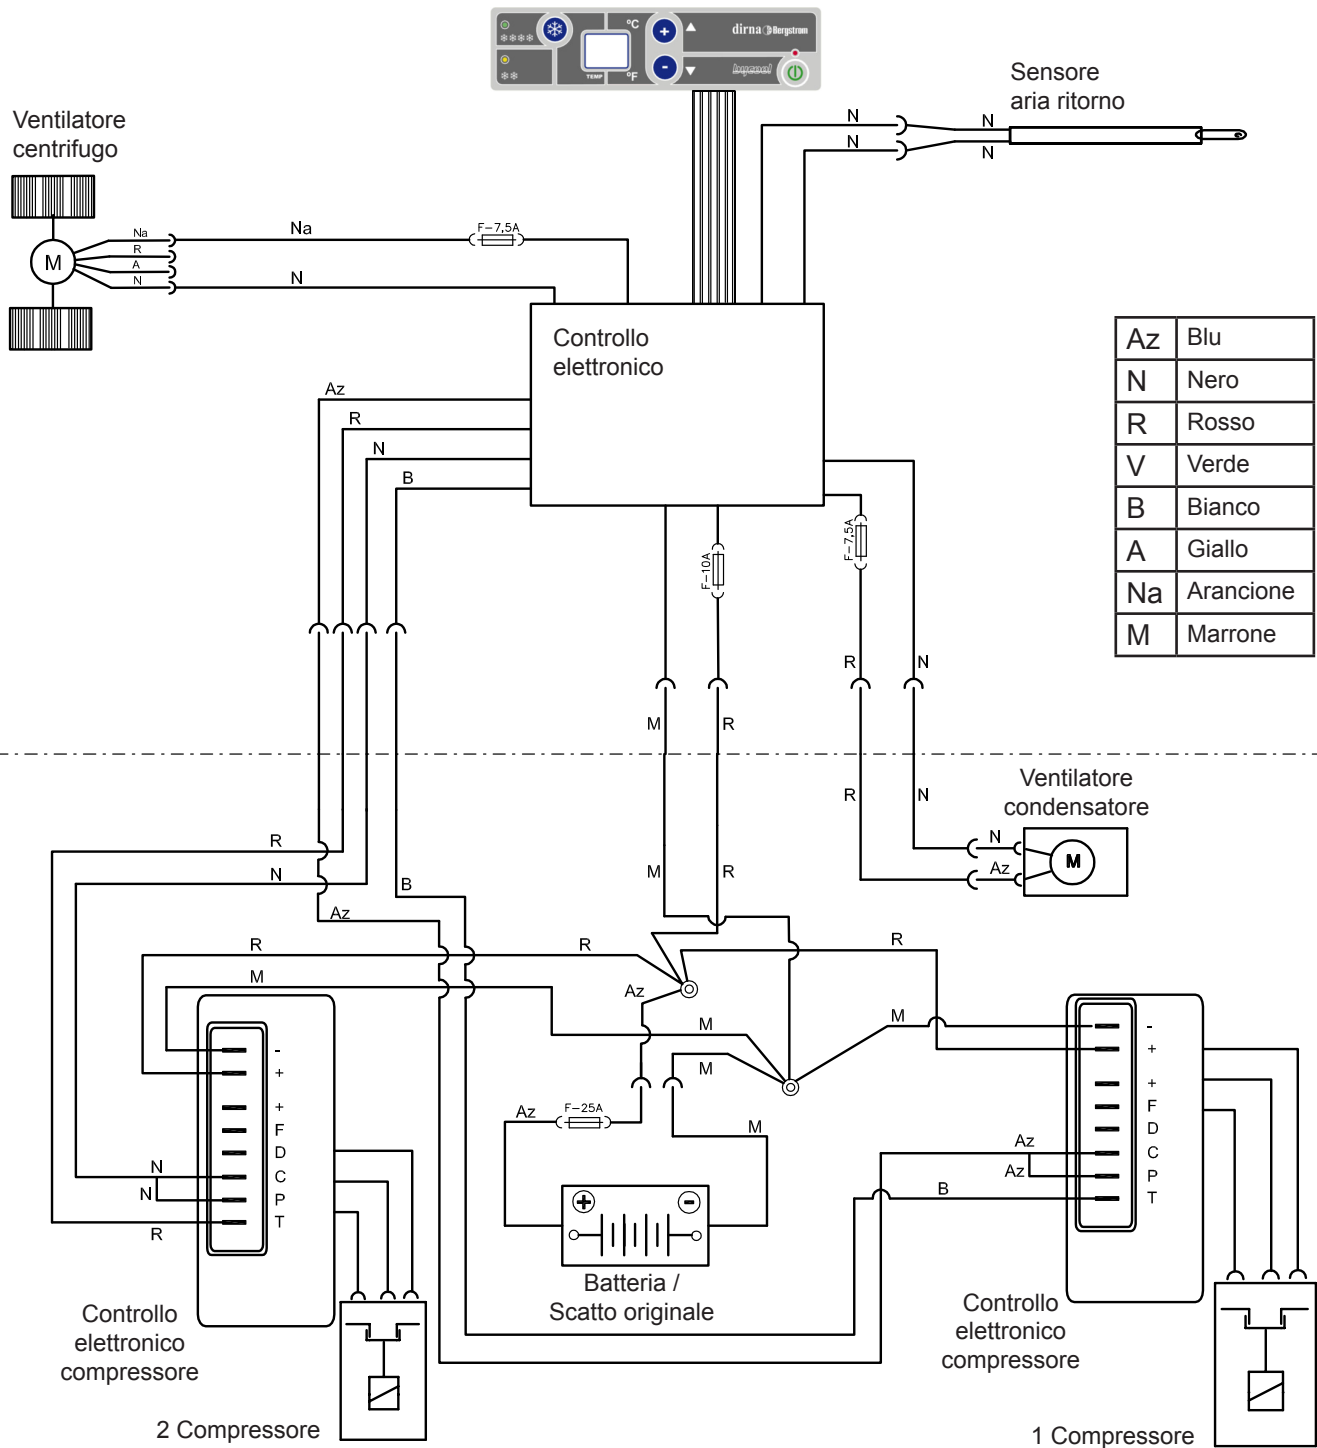 °C
dirna Bergstrom
TEMP
°F
bycool
Sensore
aria ritorno
N
N
N
N
Ventilatore
centrifugo
Na
R
A
N
M
Na
N
F-7,5A
Controllo
elettronico
Az Blu
N Nero
R Rosso
V Verde
B Bianco
A Giallo
Na Arancione
M Marrone
Az
R
N
B
F-10A
F-7,5A
R
N
M
R
R
N
Ventilatore
condensatore
N
Az
M
R
N
B
Az
M
R
R
R
R
M
Az
M
M
M
-
+
+
F
D
C
P
T
N
N
R
Az
F-25A
M
+
-
Batteria /
Scatto originale
-
+
+
F
D
C
P
T
Az
Az
B
Controllo
elettronico
compressore
2 Compressore
Controllo
elettronico
compressore
1 Compressore